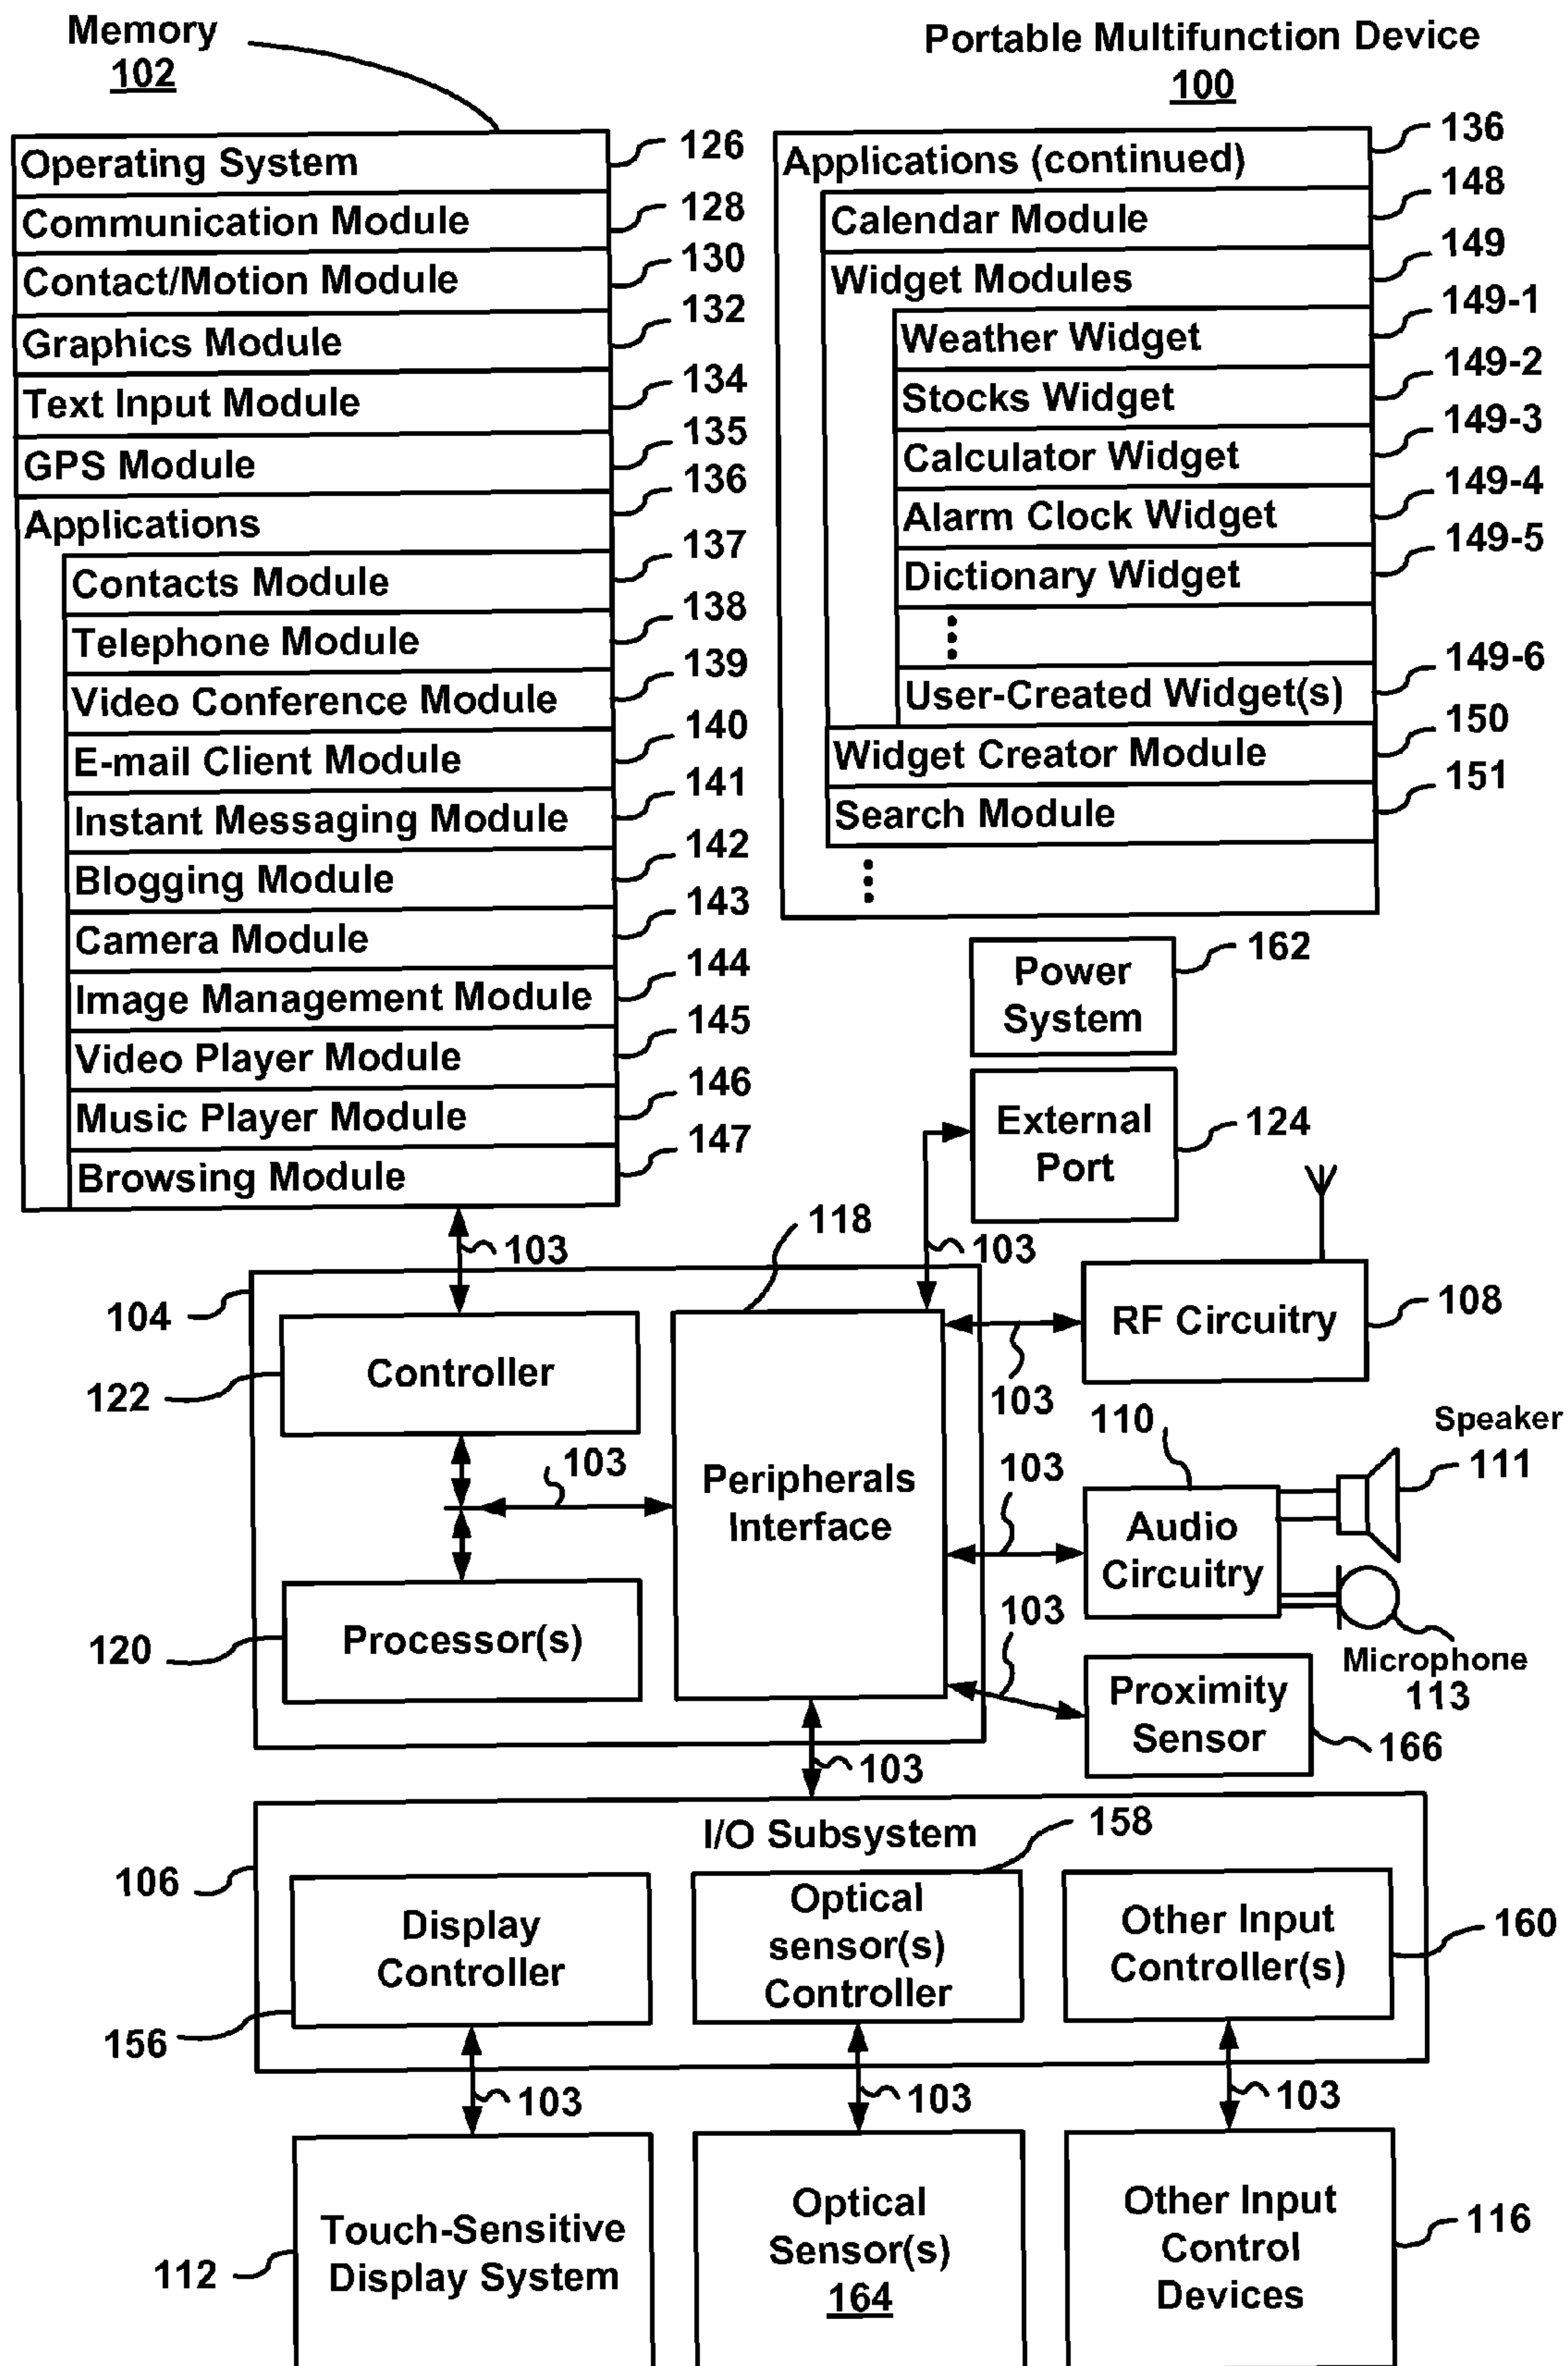 Memory
102
Portable Multifunction Device
100
Operating System
126
Communication Module
128
Contact/Motion Module
130
Graphics Module
132
Text Input Module
134
GPS Module
135
Applications
136
Contacts Module
137
Telephone Module
138
Video Conference Module
139
E-mail Client Module
140
Instant Messaging Module
141
Blogging Module
142
Camera Module
143
Image Management Module
144
Video Player Module
145
Music Player Module
146
Browsing Module
147
Applications (continued)
136
Calendar Module
148
Widget Modules
149
Weather Widget
149-1
Stocks Widget
149-2
Calculator Widget
149-3
Alarm Clock Widget
149-4
Dictionary Widget
149-5
User-Created Widget(s)
149-6
Widget Creator Module
150
Search Module
151
Power
System
162
External
Port
124
103
118
103
104
RF Circuitry
108
Controller
122
103
110
Speaker
111
103
Peripherals
Interface
103
Audio
Circuitry
Processor(s)
120
103
Microphone
113
Proximity
Sensor
166
103
I/O Subsystem
158
106
Display
Controller
156
Optical
sensor(s)
Controller
Other Input
Controller(s)
160
103
103
103
Touch-Sensitive
Display System
112
Optical
Sensor(s)
164
Other Input
Control
Devices
116